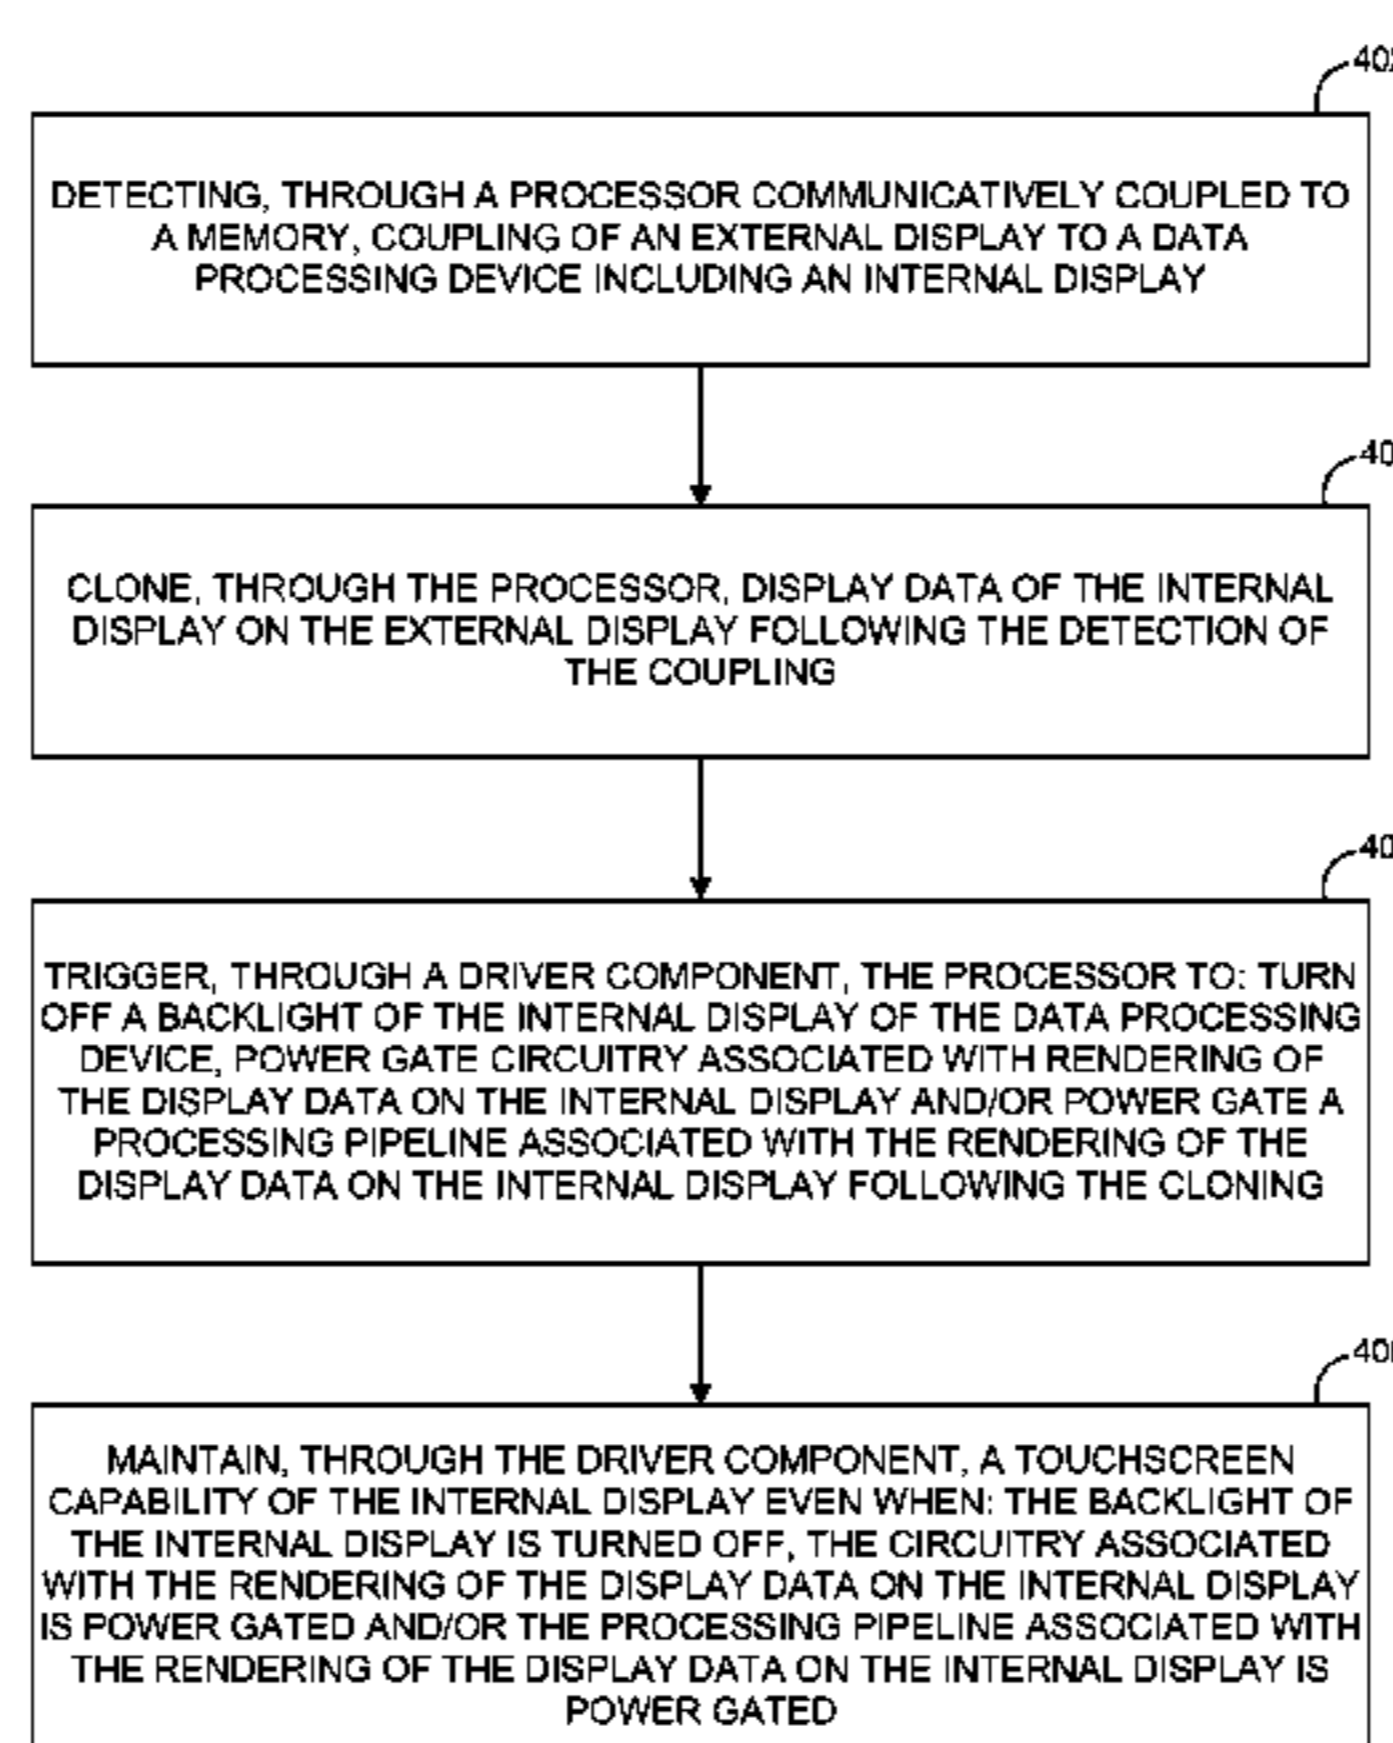 402
DETECTING, THROUGH A PROCESSOR COMMUNICATIVELY COUPLED TO
A MEMORY, COUPLING OF AN EXTERNAL DISPLAY TO A DATA
PROCESSING DEVICE INCLUDING AN INTERNAL DISPLAY
40
CLONE, THROUGH THE PROCESSOR, DISPLAY DATA OF THE INTERNAL
DISPLAY ON THE EXTERNAL DISPLAY FOLLOWING THE DETECTION OF
THE COUPLING
40
TRIGGER, THROUGH A DRIVER COMPONENT, THE PROCESSOR TO: TURN
OFF A BACKLIGHT OF THE INTERNAL DISPLAY OF THE DATA PROCESSING
DEVICE, POWER GATE CIRCUITRY ASSOCIATED WITH RENDERING OF
THE DISPLAY DATA ON THE INTERNAL DISPLAY AND/OR POWER GATE A
PROCESSING PIPELINE ASSOCIATED WITH THE RENDERING OF THE
DISPLAY DATA ON THE INTERNAL DISPLAY FOLLOWING THE CLONING
40
MAINTAIN, THROUGH THE DRIVER COMPONENT, A TOUCHSCREEN
CAPABILITY OF THE INTERNAL DISPLAY EVEN WHEN: THE BACKLIGHT OF
THE INTERNAL DISPLAY IS TURNED OFF, THE CIRCUITRY ASSOCIATED
WITH THE RENDERING OF THE DISPLAY DATA ON THE INTERNAL DISPLAY
IS POWER GATED AND/OR THE PROCESSING PIPELINE ASSOCIATED WITH
THE RENDERING OF THE DISPLAY DATA ON THE INTERNAL DISPLAY IS
POWER GATED